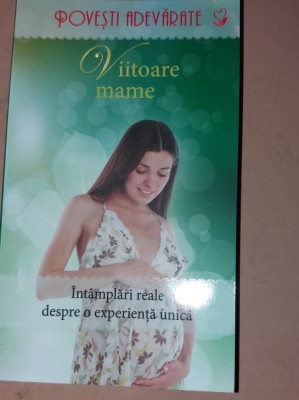 POVEȘTI ADEVĂRATE
Viitoare
mame
Întâmplări reale
despre o experiență unică